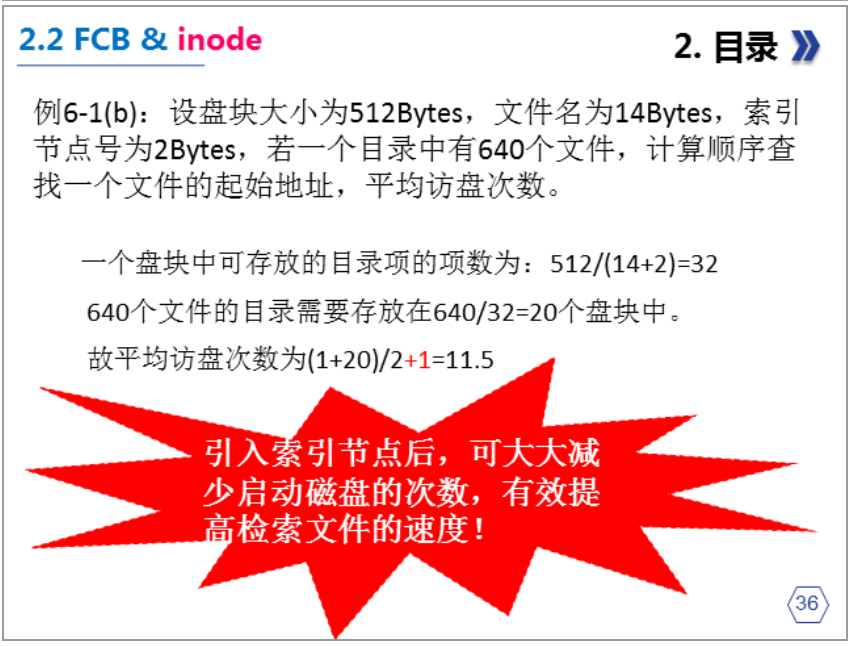 2.2 FCB & inode
2. 目录
例6-1(b)：设盘块大小为512Bytes，文件名为14Bytes，索引
节点号为2Bytes，若一个目录中有640个文件，计算顺序查
找一个文件的起始地址，平均访盘次数。
一个盘块中可存放的目录项的项数为：512/(14+2)=32
640个文件的目录需要存放在640/32=20个盘块中。
故平均访盘次数为(1+20)/2+1=11.5
引入索引节点后，可大大减
少启动磁盘的次数，有效提
高检索文件的速度！
36